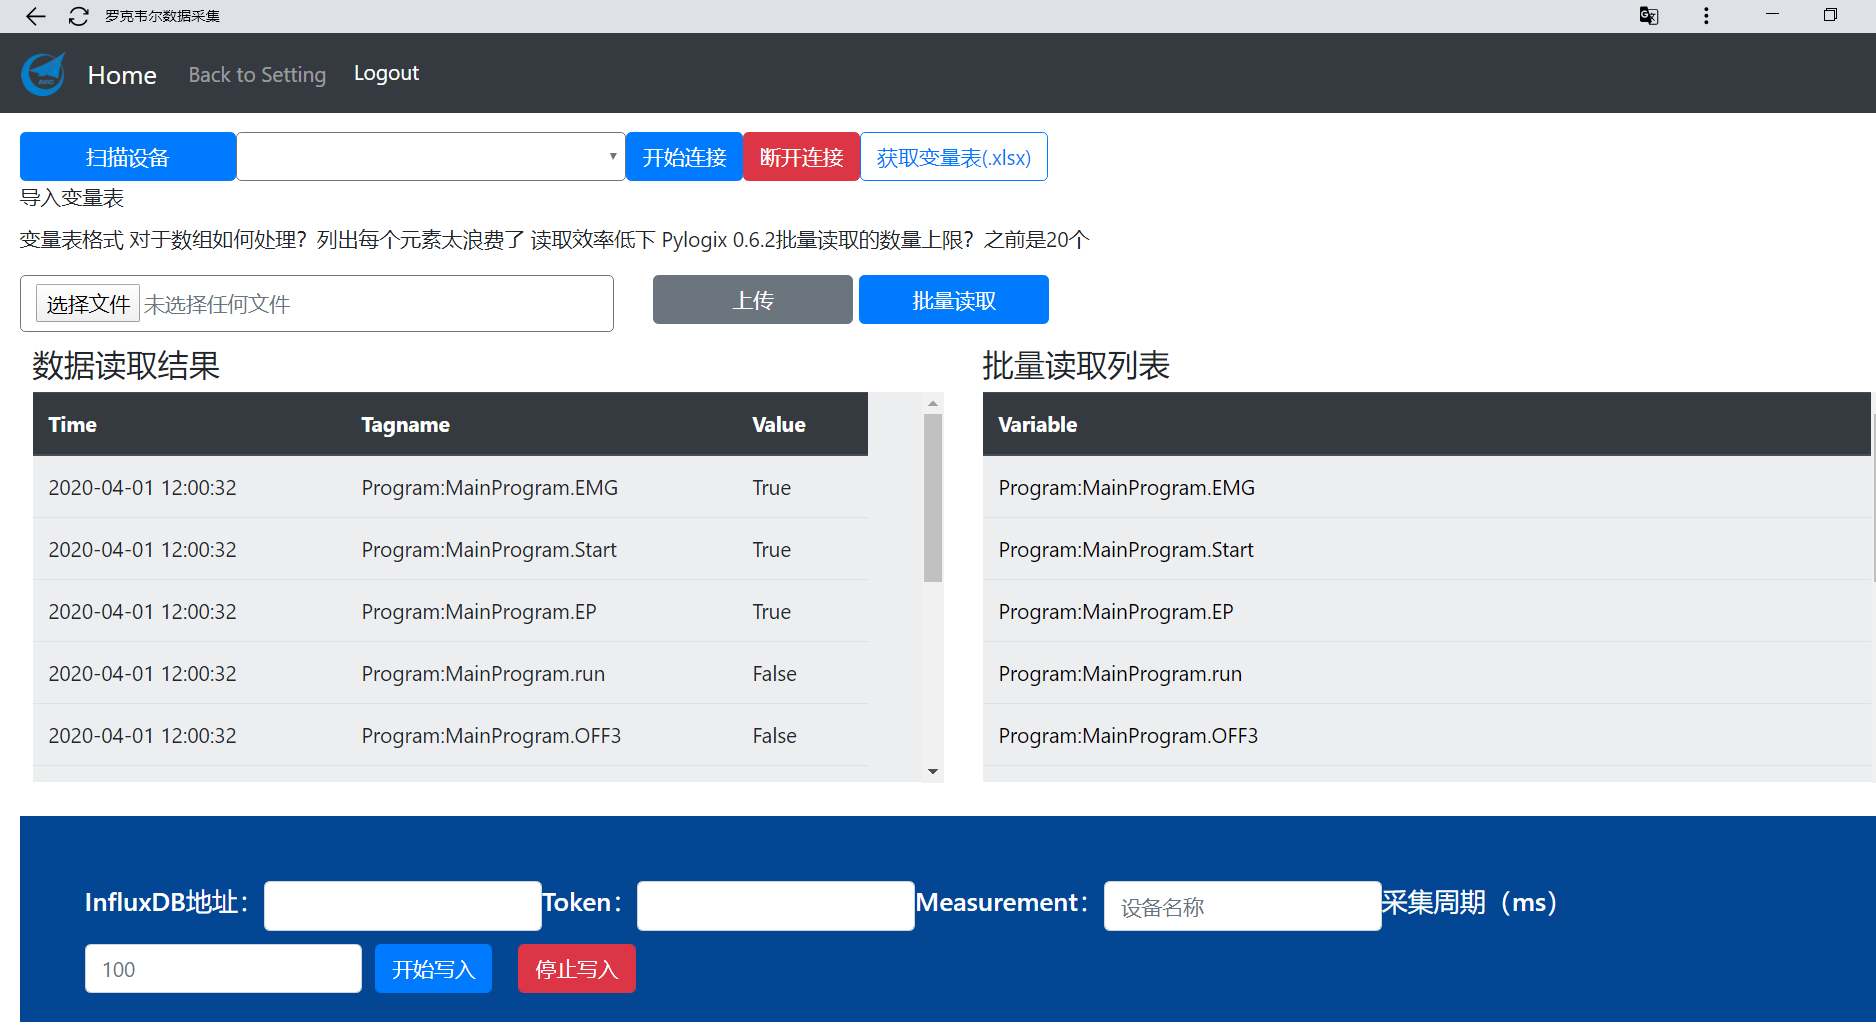 罗克韦尔数据采集
AVIC
Home Back to Setting Logout
扫描设备 开始连接 断开连接 获取变量表(.xlsx)
导入变量表
变量表格式 对于数组如何处理？列出每个元素太浪费了 读取效率低下 Pylogix 0.6.2批量读取的数量上限？之前是20个
选择文件 未选择任何文件 上传 批量读取
数据读取结果
Time Tagname Value
2020-04-01 12:00:32 Program:MainProgram.EMG True
2020-04-01 12:00:32 Program:MainProgram.Start True
2020-04-01 12:00:32 Program:MainProgram.EP True
2020-04-01 12:00:32 Program:MainProgram.run False
2020-04-01 12:00:32 Program:MainProgram.OFF3 False
批量读取列表
Variable
Program:MainProgram.EMG
Program:MainProgram.Start
Program:MainProgram.EP
Program:MainProgram.run
Program:MainProgram.OFF3
InfluxDB地址： Token： Measurement： 设备名称 采集周期（ms）
100 开始写入 停止写入